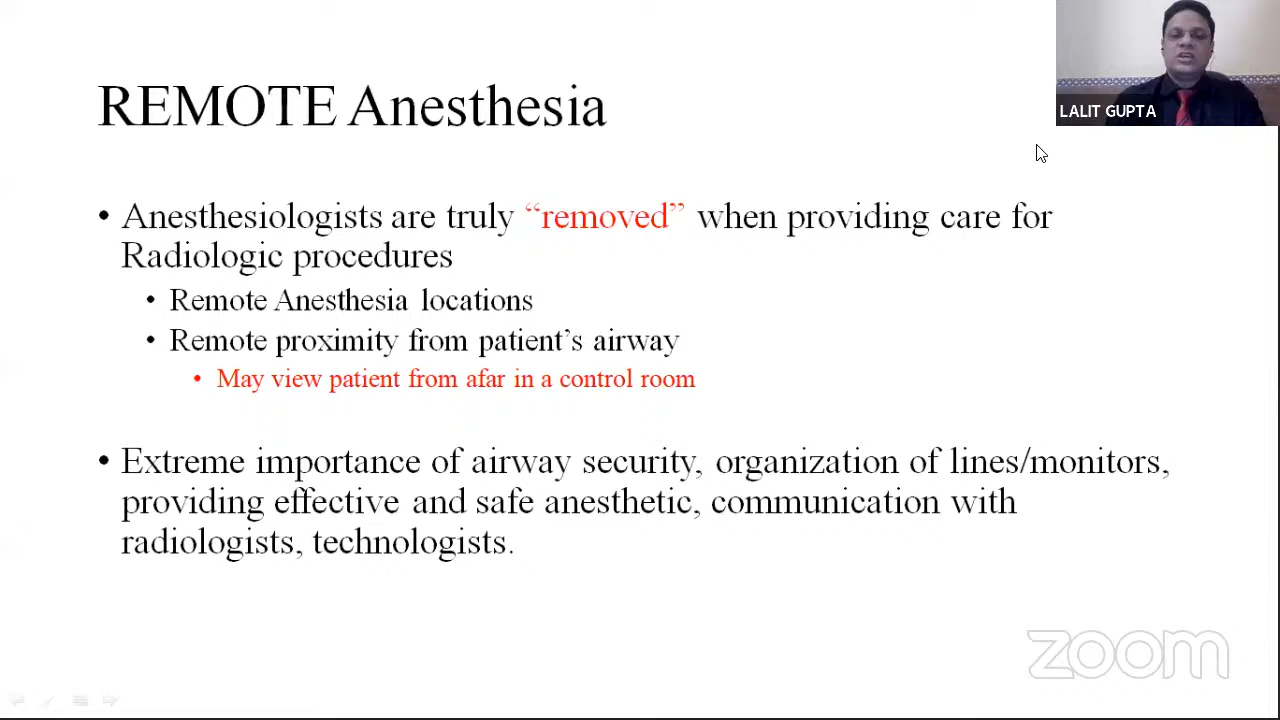 REMOTE Anesthesia
LALIT GUPTA
• Anesthesiologists are truly “removed” when providing care for
Radiologic procedures
• Remote Anesthesia locations
• Remote proximity from patient’s airway
• May view patient from afar in a control room
• Extreme importance of airway security, organization of lines/monitors,
providing effective and safe anesthetic, communication with
radiologists, technologists.
zoom